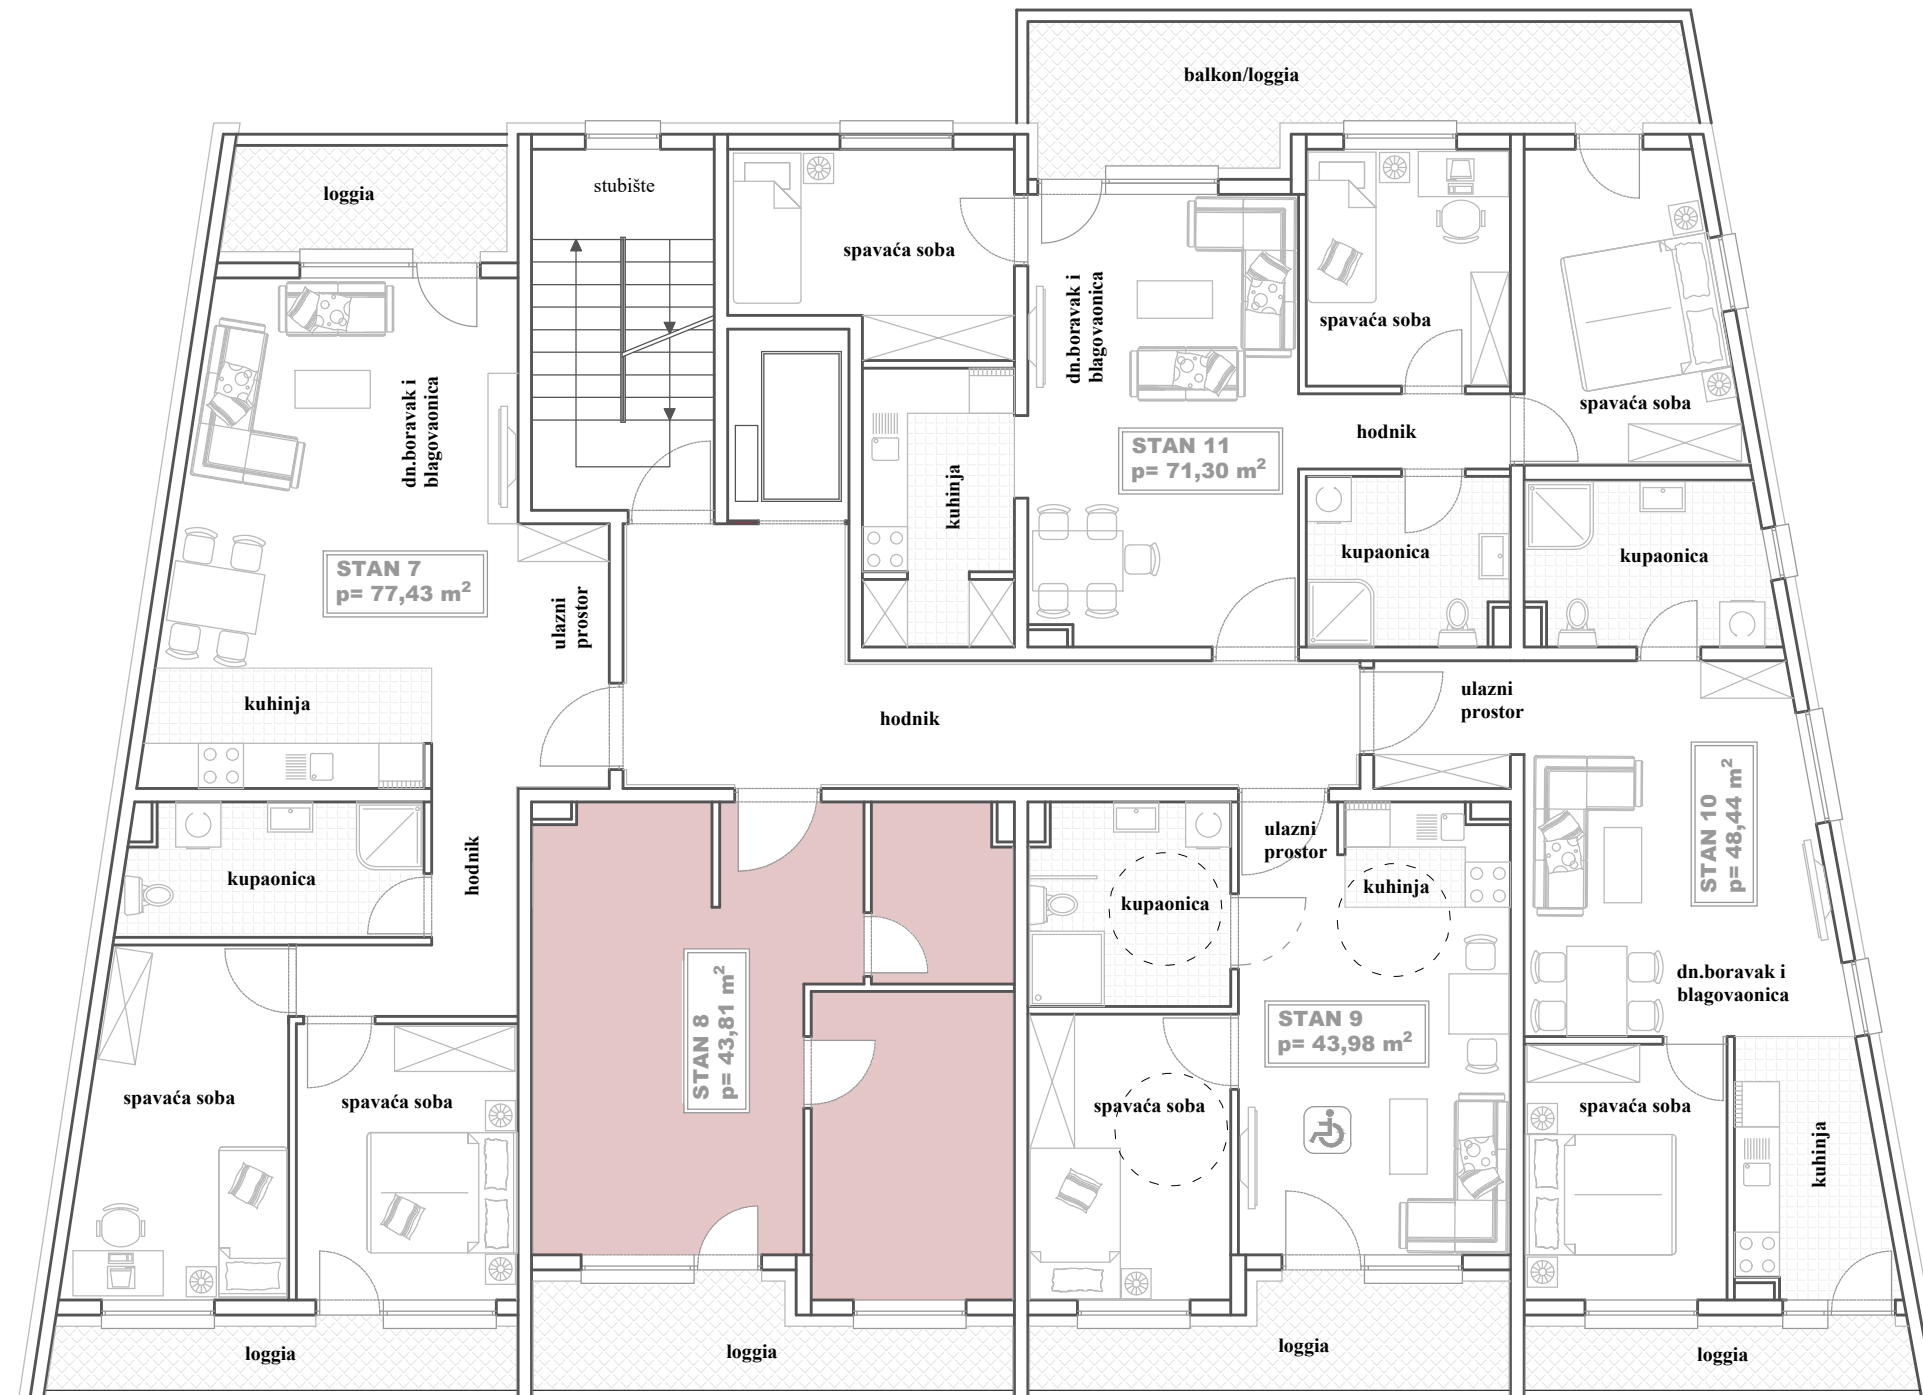 balkon/loggia
loggia
stubište
spavaća soba
dn.boravak i
blagovaonica
spavaća soba
spavaća soba
dn.boravak i
blagovaonica
hodnik
STAN 11
p= 71,30 m²
kuhinja
kupaonica
kupaonica
STAN 7
p= 77,43 m²
ulazni
prostor
kuhinja
hodnik
ulazni
prostor
STAN 10
p= 48,44 m²
hodnik
kupaonica
ulazni
prostor
kupaonica
kuhinja
dn.boravak i
blagovaonica
STAN 8
p= 43,81 m²
STAN 9
p= 43,98 m²
spavaća soba
spavaća soba
spavaća soba
spavaća soba
kuhinja
loggia
loggia
loggia
loggia